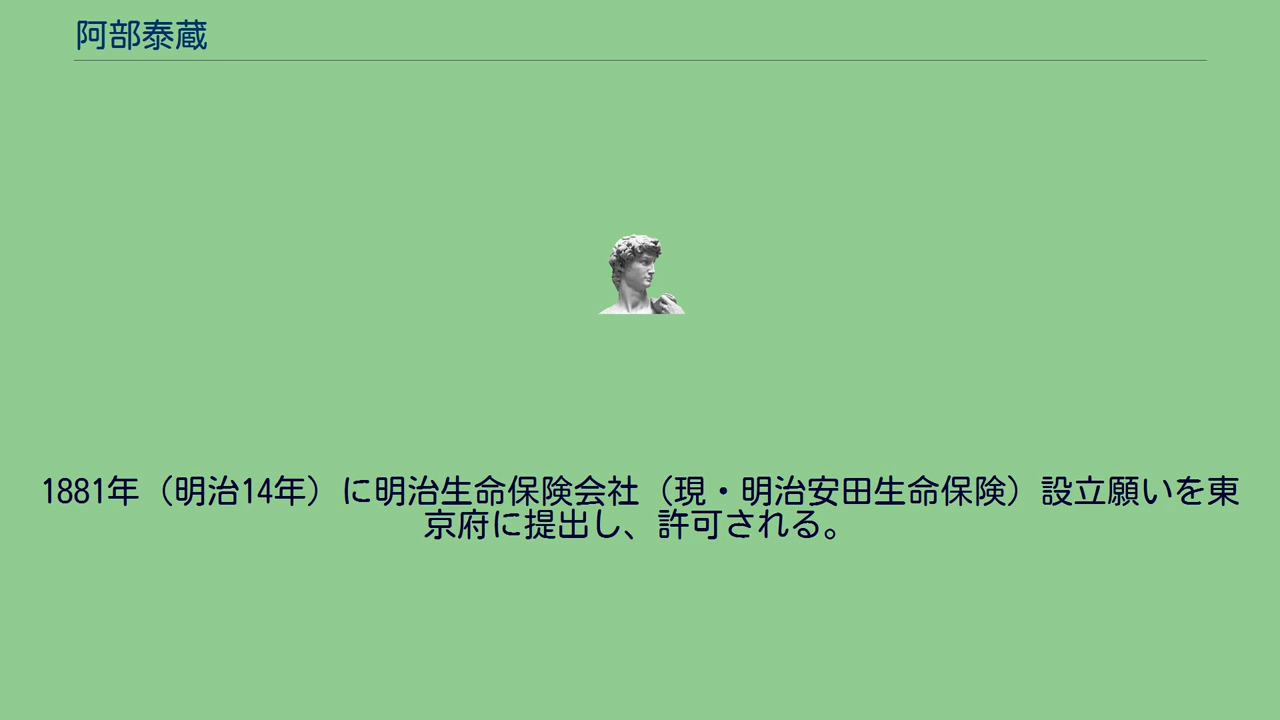 阿部泰蔵
1881年（明治14年）に明治生命保険会社（現・明治安田生命保険）設立願いを東
京府に提出し、許可される。